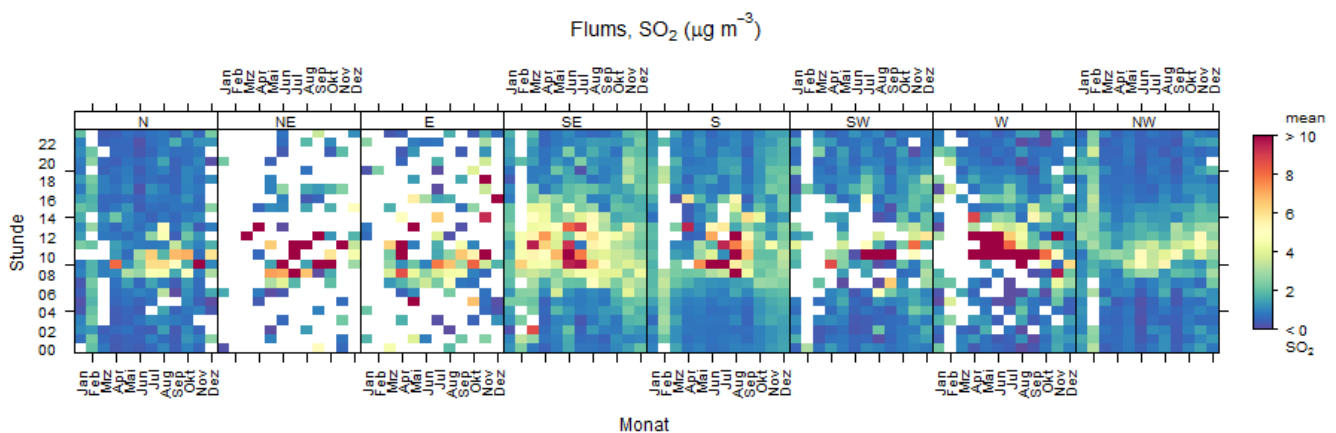 Flums, SO₂ (μg m⁻³)
Jan Feb Mrz Apr Mai Jun Jul Aug Sep Okt Nov Dez
Jan Feb Mrz Apr Mai Jun Jul Aug Sep Okt Nov Dez
Jan Feb Mrz Apr Mai Jun Jul Aug Sep Okt Nov Dez
Jan Feb Mrz Apr Mai Jun Jul Aug Sep Okt Nov Dez
N NE E SE S SW W NW
mean
> 10
8
6
4
2
< 0
SO₂
Stunde
22
20
18
16
14
12
10
08
06
04
02
00
Jan Feb Mrz Apr Mai Jun Jul Aug Sep Okt Nov Dez
Jan Feb Mrz Apr Mai Jun Jul Aug Sep Okt Nov Dez
Jan Feb Mrz Apr Mai Jun Jul Aug Sep Okt Nov Dez
Jan Feb Mrz Apr Mai Jun Jul Aug Sep Okt Nov Dez
Monat